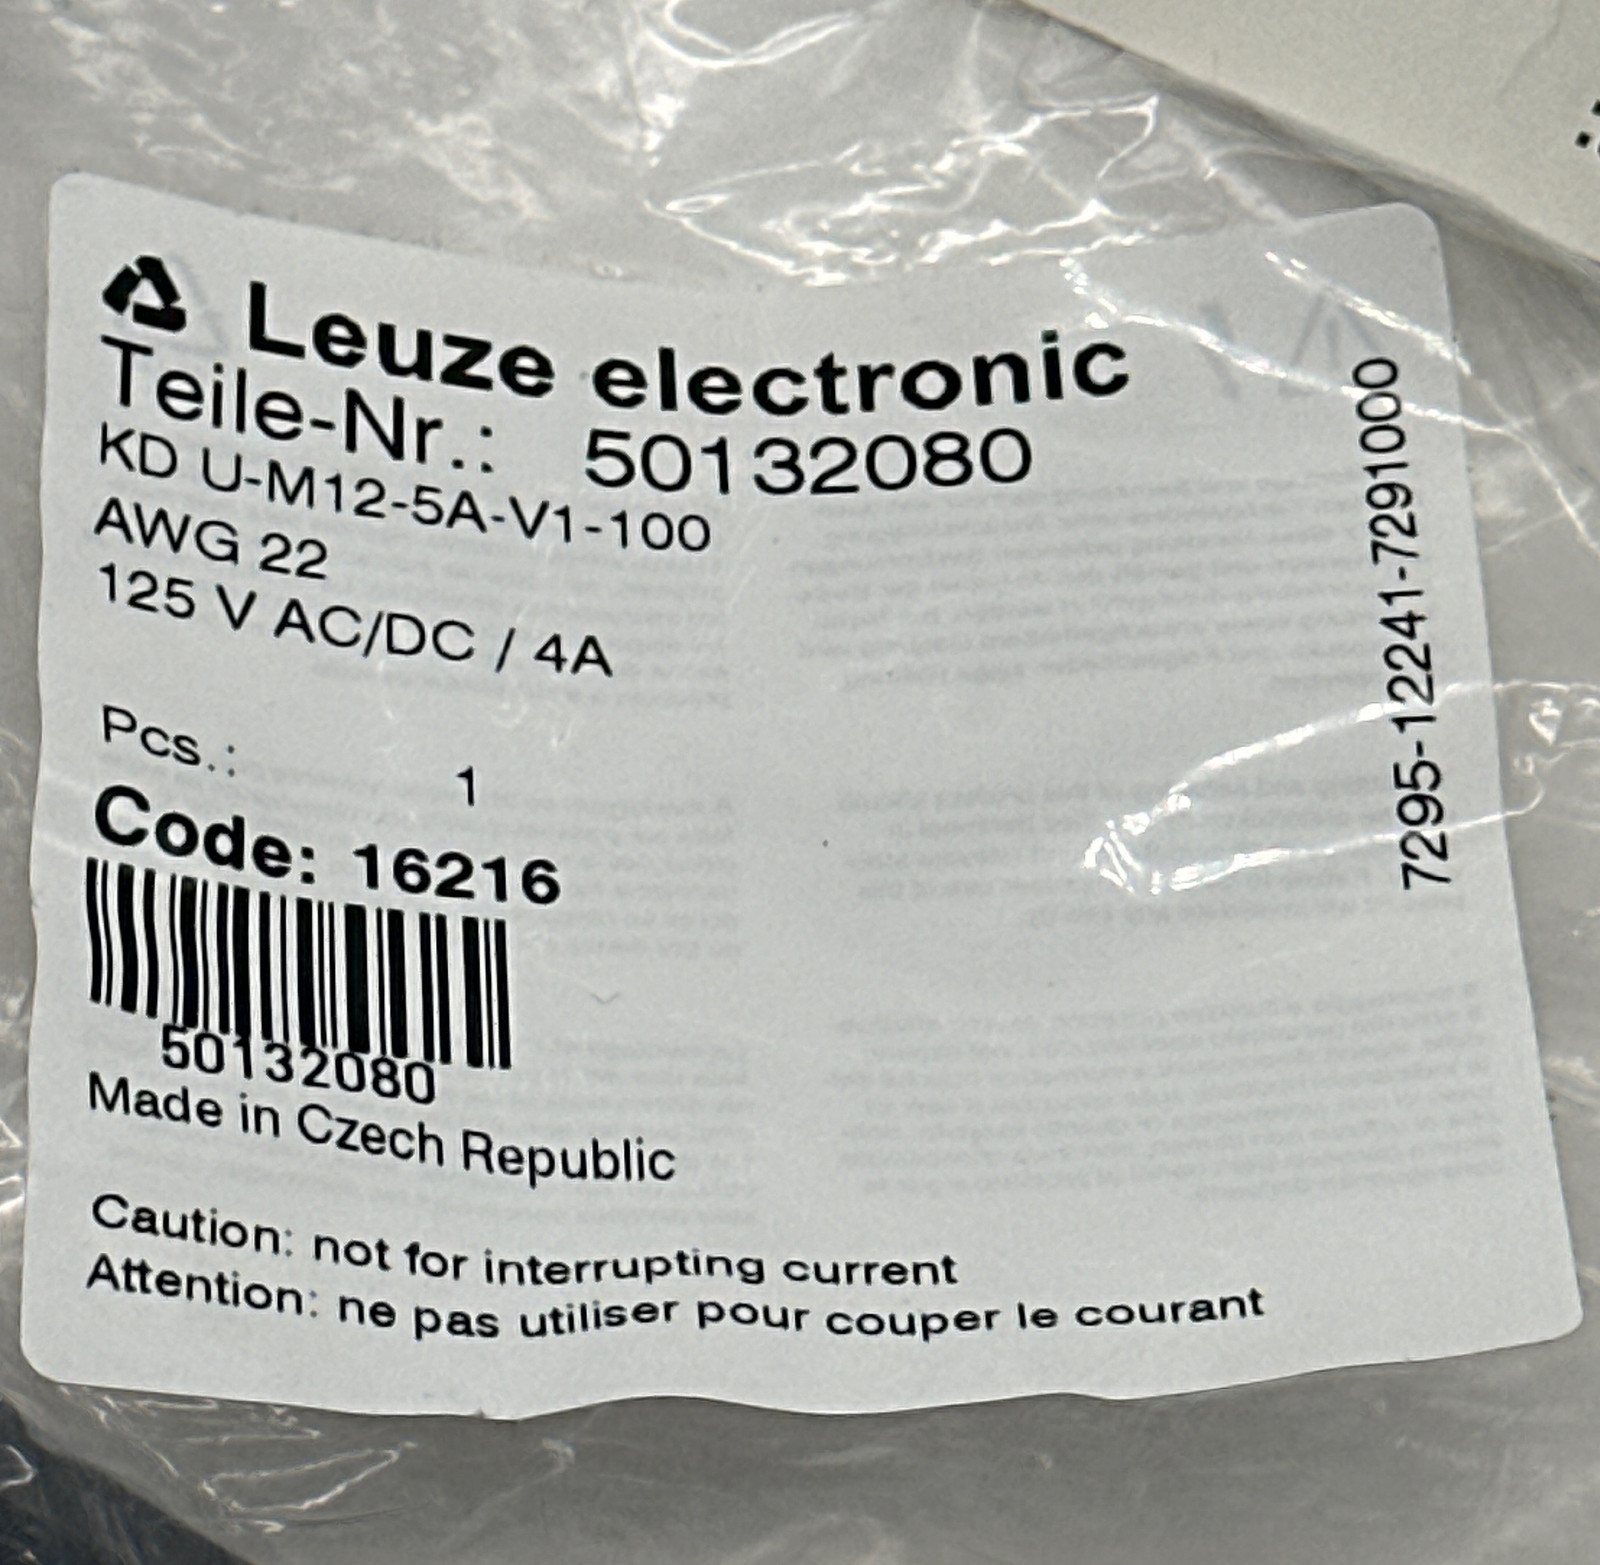 Leuze electronic
Teile-Nr.: 50132080
KD U-M12-5A-V1-100
AWG 22
125 V AC/DC / 4A
Pcs.: 1
Code: 16216
50132080
Made in Czech Republic
Caution: not for interrupting current
Attention: ne pas utiliser pour couper le courant
7295-12241-7291000